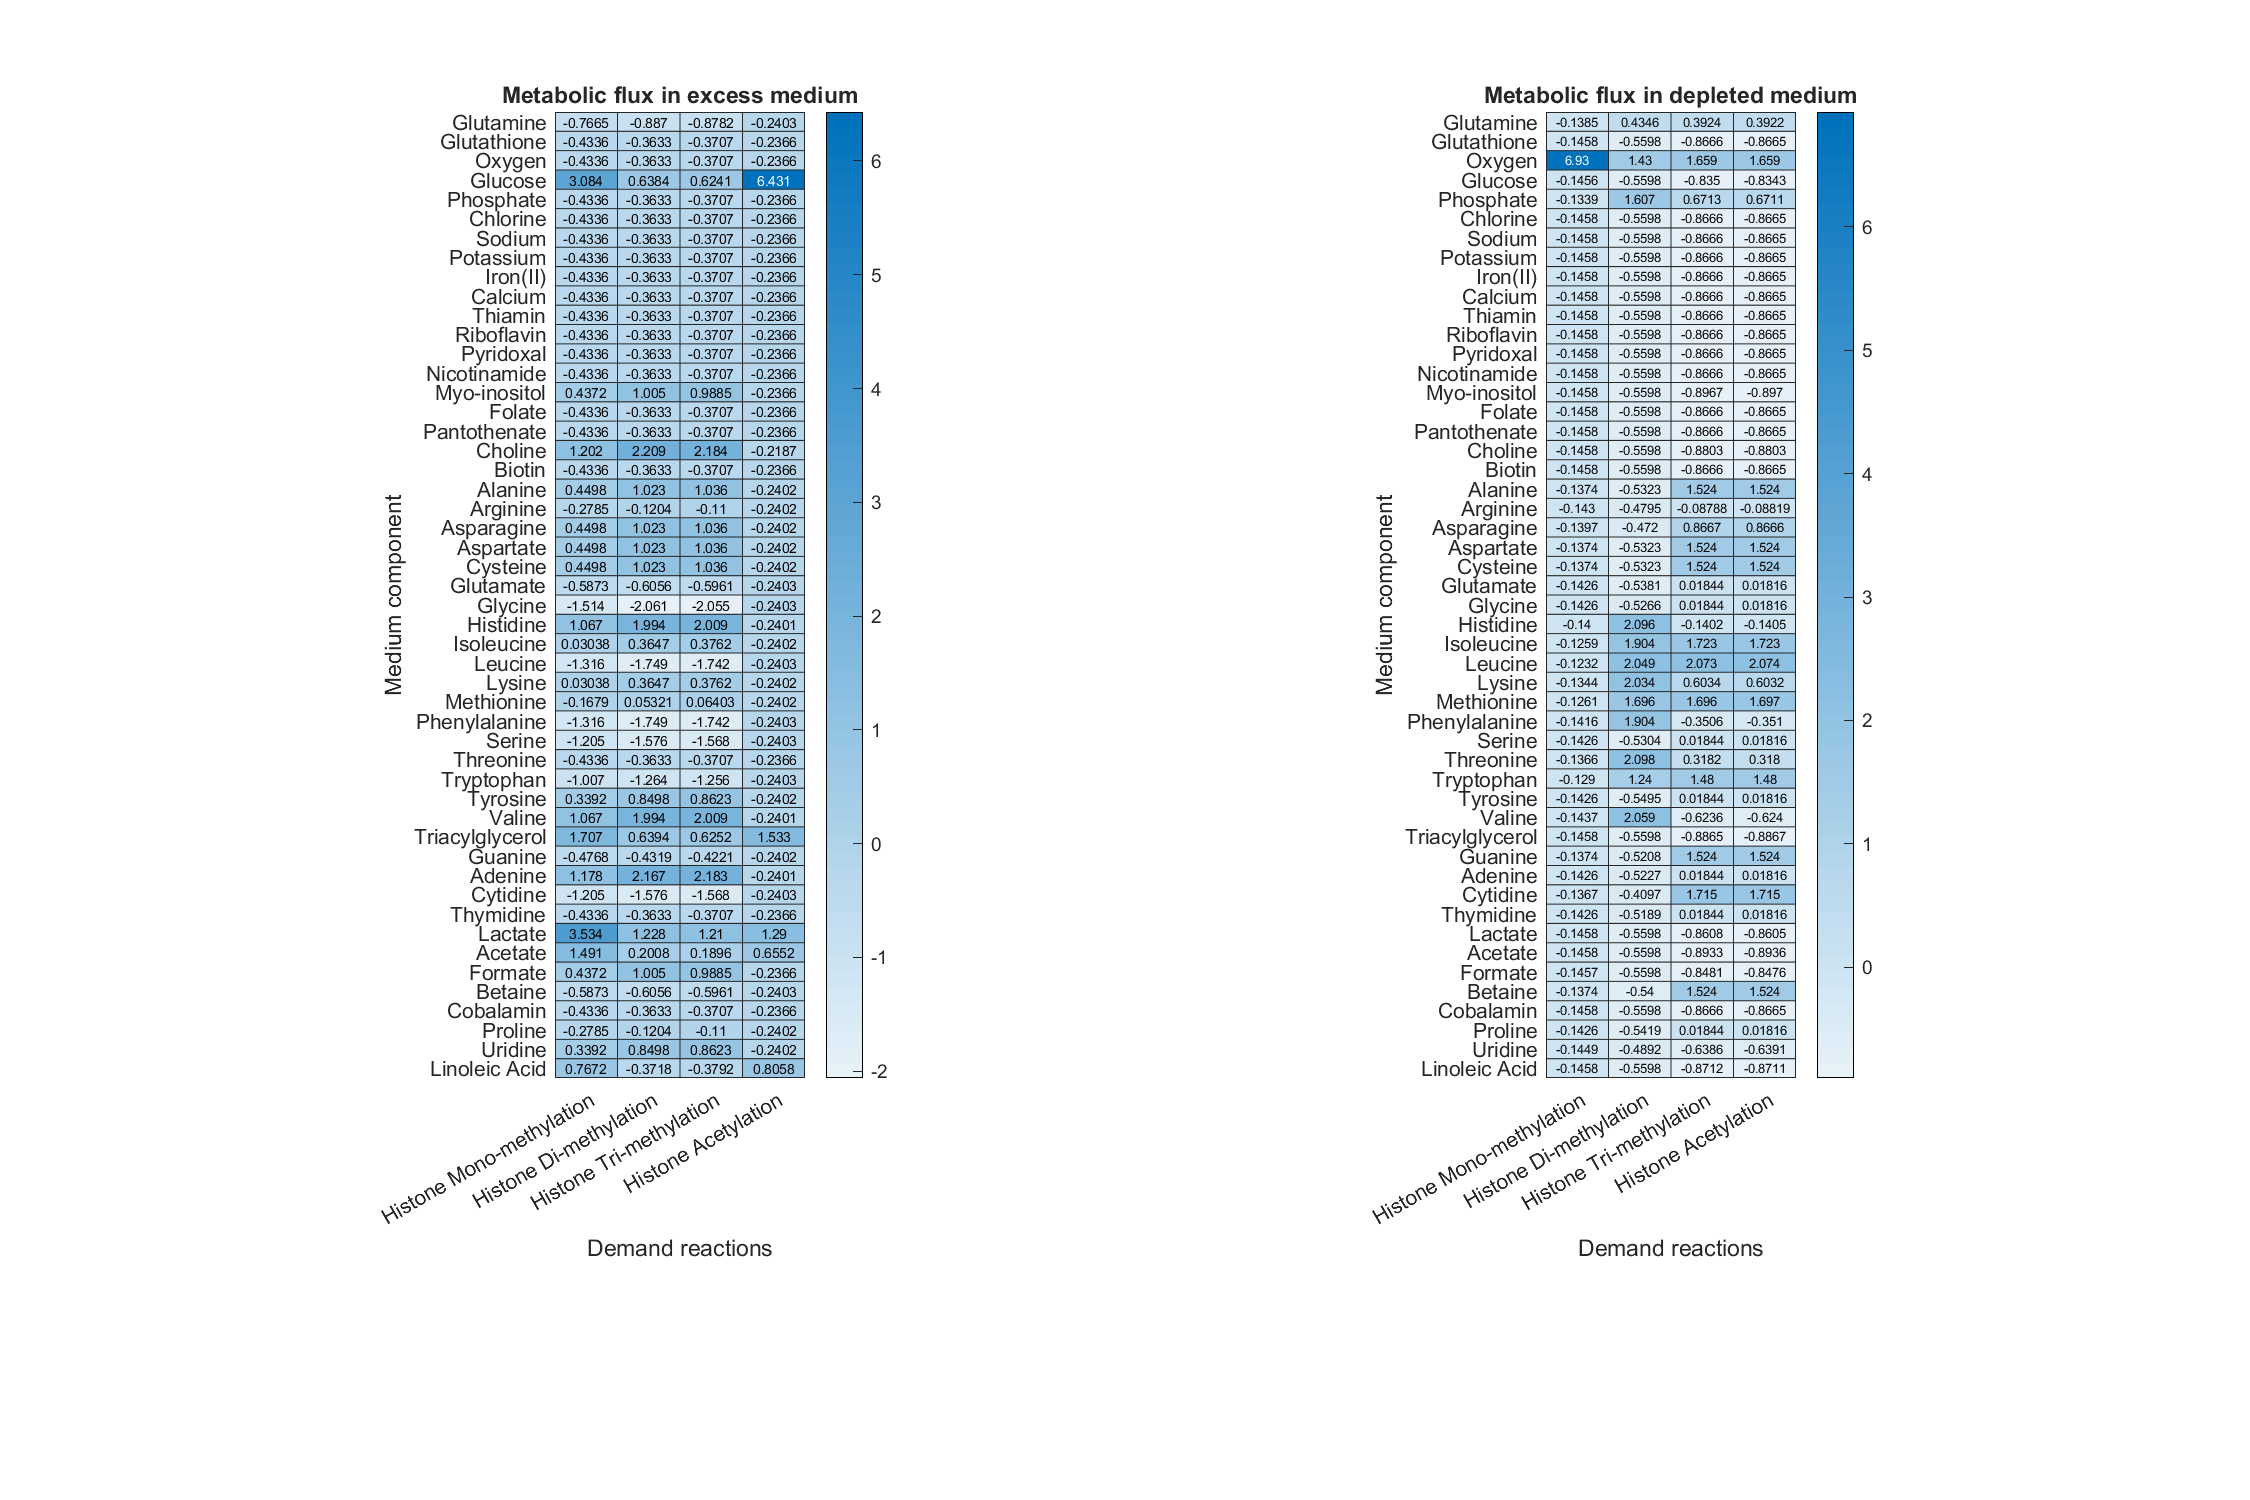 Metabolic flux in excess medium
Glutamine -0.7665 -0.887 -0.8782 -0.2403
Glutathione -0.4336 -0.3633 -0.3707 -0.2366
Oxygen -0.4336 -0.3633 -0.3707 -0.2366
Glucose 3.084 0.6384 0.6241 6.431
Phosphate -0.4336 -0.3633 -0.3707 -0.2366
Chlorine -0.4336 -0.3633 -0.3707 -0.2366
Sodium -0.4336 -0.3633 -0.3707 -0.2366
Potassium -0.4336 -0.3633 -0.3707 -0.2366
Iron(II) -0.4336 -0.3633 -0.3707 -0.2366
Calcium -0.4336 -0.3633 -0.3707 -0.2366
Thiamin -0.4336 -0.3633 -0.3707 -0.2366
Riboflavin -0.4336 -0.3633 -0.3707 -0.2366
Pyridoxal -0.4336 -0.3633 -0.3707 -0.2366
Nicotinamide -0.4336 -0.3633 -0.3707 -0.2366
Myo-inositol 0.4372 1.005 0.9885 -0.2366
Folate -0.4336 -0.3633 -0.3707 -0.2366
Pantothenate -0.4336 -0.3633 -0.3707 -0.2366
Choline 1.202 2.209 2.184 -0.2187
Biotin -0.4336 -0.3633 -0.3707 -0.2366
Alanine 0.4498 1.023 1.036 -0.2402
Arginine -0.2785 -0.1204 -0.11 -0.2402
Asparagine 0.4498 1.023 1.036 -0.2402
Aspartate 0.4498 1.023 1.036 -0.2402
Cysteine 0.4498 1.023 1.036 -0.2402
Glutamate -0.5873 -0.6056 -0.5961 -0.2403
Glycine -1.514 -2.061 -2.055 -0.2403
Histidine 1.067 1.994 2.009 -0.2401
Isoleucine 0.03038 0.3647 0.3762 -0.2402
Leucine -1.316 -1.749 -1.742 -0.2403
Lysine 0.03038 0.3647 0.3762 -0.2402
Methionine -0.1679 0.05321 0.06403 -0.2402
Phenylalanine -1.316 -1.749 -1.742 -0.2403
Serine -1.205 -1.576 -1.568 -0.2403
Threonine -0.4336 -0.3633 -0.3707 -0.2366
Tryptophan -1.007 -1.264 -1.256 -0.2403
Tyrosine 0.3392 0.8498 0.8623 -0.2402
Valine 1.067 1.994 2.009 -0.2401
Triacylglycerol 1.707 0.6394 0.6252 1.533
Guanine -0.4768 -0.4319 -0.4221 -0.2402
Adenine 1.178 2.167 2.183 -0.2401
Cytidine -1.205 -1.576 -1.568 -0.2403
Thymidine -0.4336 -0.3633 -0.3707 -0.2366
Lactate 3.534 1.228 1.21 1.29
Acetate 1.491 0.2008 0.1896 0.6552
Formate 0.4372 1.005 0.9885 -0.2366
Betaine -0.5873 -0.6056 -0.5961 -0.2403
Cobalamin -0.4336 -0.3633 -0.3707 -0.2366
Proline -0.2785 -0.1204 -0.11 -0.2402
Uridine 0.3392 0.8498 0.8623 -0.2402
Linoleic Acid 0.7672 -0.3718 -0.3792 0.8058
Medium component
Histone Mono-methylation
Histone Di-methylation
Histone Tri-methylation
Histone Acetylation
Demand reactions
6
5
4
3
2
1
0
-1
-2
Metabolic flux in depleted medium
Glutamine -0.1385 0.4346 0.3924 0.3922
Glutathione -0.1458 -0.5598 -0.8666 -0.8665
Oxygen 6.93 1.43 1.659 1.659
Glucose -0.1456 -0.5598 -0.835 -0.8343
Phosphate -0.1339 1.607 0.6713 0.6711
Chlorine -0.1458 -0.5598 -0.8666 -0.8665
Sodium -0.1458 -0.5598 -0.8666 -0.8665
Potassium -0.1458 -0.5598 -0.8666 -0.8665
Iron(II) -0.1458 -0.5598 -0.8666 -0.8665
Calcium -0.1458 -0.5598 -0.8666 -0.8665
Thiamin -0.1458 -0.5598 -0.8666 -0.8665
Riboflavin -0.1458 -0.5598 -0.8666 -0.8665
Pyridoxal -0.1458 -0.5598 -0.8666 -0.8665
Nicotinamide -0.1458 -0.5598 -0.8666 -0.8665
Myo-inositol -0.1458 -0.5598 -0.8967 -0.897
Folate -0.1458 -0.5598 -0.8666 -0.8665
Pantothenate -0.1458 -0.5598 -0.8666 -0.8665
Choline -0.1458 -0.5598 -0.8803 -0.8803
Biotin -0.1458 -0.5598 -0.8666 -0.8665
Alanine -0.1374 -0.5323 1.524 1.524
Arginine -0.143 -0.4795 -0.08788 -0.08819
Asparagine -0.1397 -0.472 0.8667 0.8666
Aspartate -0.1374 -0.5323 1.524 1.524
Cysteine -0.1374 -0.5323 1.524 1.524
Glutamate -0.1426 -0.5381 0.01844 0.01816
Glycine -0.1426 -0.5266 0.01844 0.01816
Histidine -0.14 2.096 -0.1402 -0.1405
Isoleucine -0.1259 1.904 1.723 1.723
Leucine -0.1232 2.049 2.073 2.074
Lysine -0.1344 2.034 0.6034 0.6032
Methionine -0.1261 1.696 1.696 1.697
Phenylalanine -0.1416 1.904 -0.3506 -0.351
Serine -0.1426 -0.5304 0.01844 0.01816
Threonine -0.1366 2.098 0.3182 0.318
Tryptophan -0.129 1.24 1.48 1.48
Tyrosine -0.1426 -0.5495 0.01844 0.01816
Valine -0.1437 2.059 -0.6236 -0.624
Triacylglycerol -0.1458 -0.5598 -0.8865 -0.8867
Guanine -0.1374 -0.5208 1.524 1.524
Adenine -0.1426 -0.5227 0.01844 0.01816
Cytidine -0.1367 -0.4097 1.715 1.715
Thymidine -0.1426 -0.5189 0.01844 0.01816
Lactate -0.1458 -0.5598 -0.8608 -0.8605
Acetate -0.1458 -0.5598 -0.8933 -0.8936
Formate -0.1457 -0.5598 -0.8481 -0.8476
Betaine -0.1374 -0.54 1.524 1.524
Cobalamin -0.1458 -0.5598 -0.8666 -0.8665
Proline -0.1426 -0.5419 0.01844 0.01816
Uridine -0.1449 -0.4892 -0.6386 -0.6391
Linoleic Acid -0.1458 -0.5598 -0.8712 -0.8711
Medium component
Histone Mono-methylation
Histone Di-methylation
Histone Tri-methylation
Histone Acetylation
Demand reactions
6
5
4
3
2
1
0